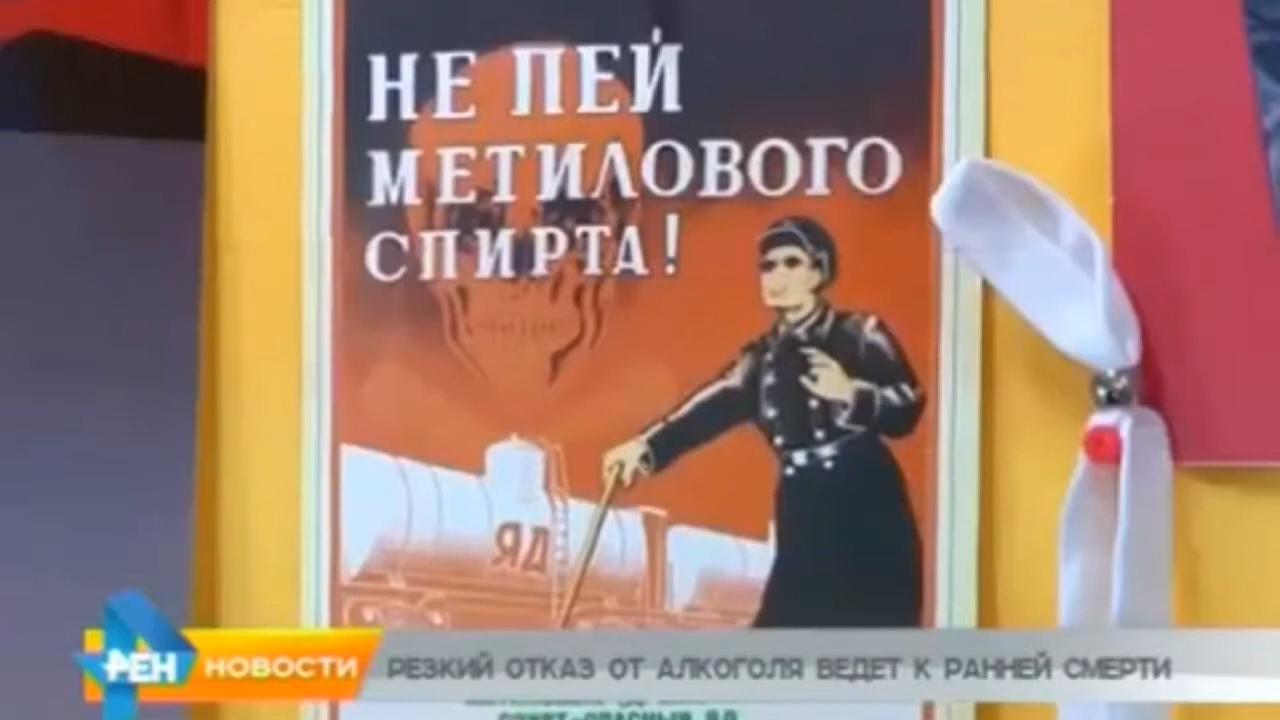 НЕ ПЕЙ
МЕТИЛОВОГО
СПИРТА!
ЯД
РЕН НОВОСТИ
РЕЗКИЙ ОТКАЗ ОТ АЛКОГОЛЯ ВЕДЕТ К РАННЕЙ СМЕРТИ